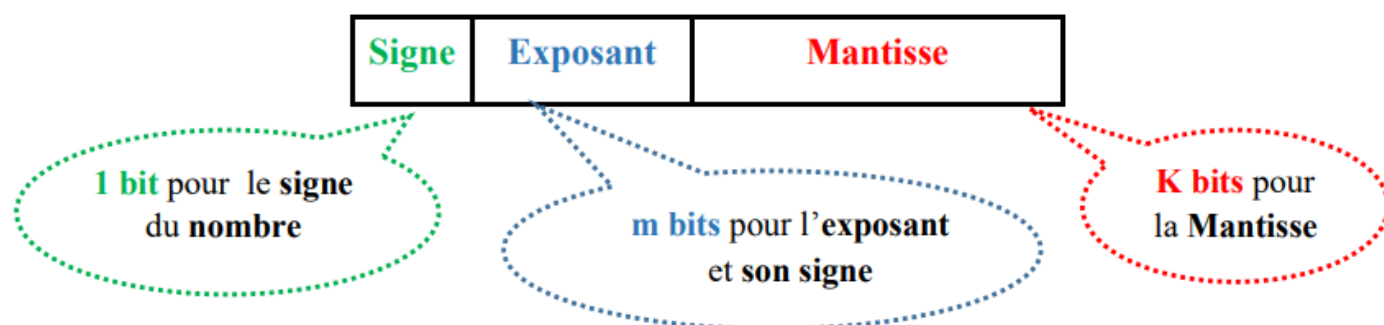 Signe Exposant Mantisse
1 bit pour le signe
du nombre
m bits pour l'exposant
et son signe
K bits pour
la Mantisse